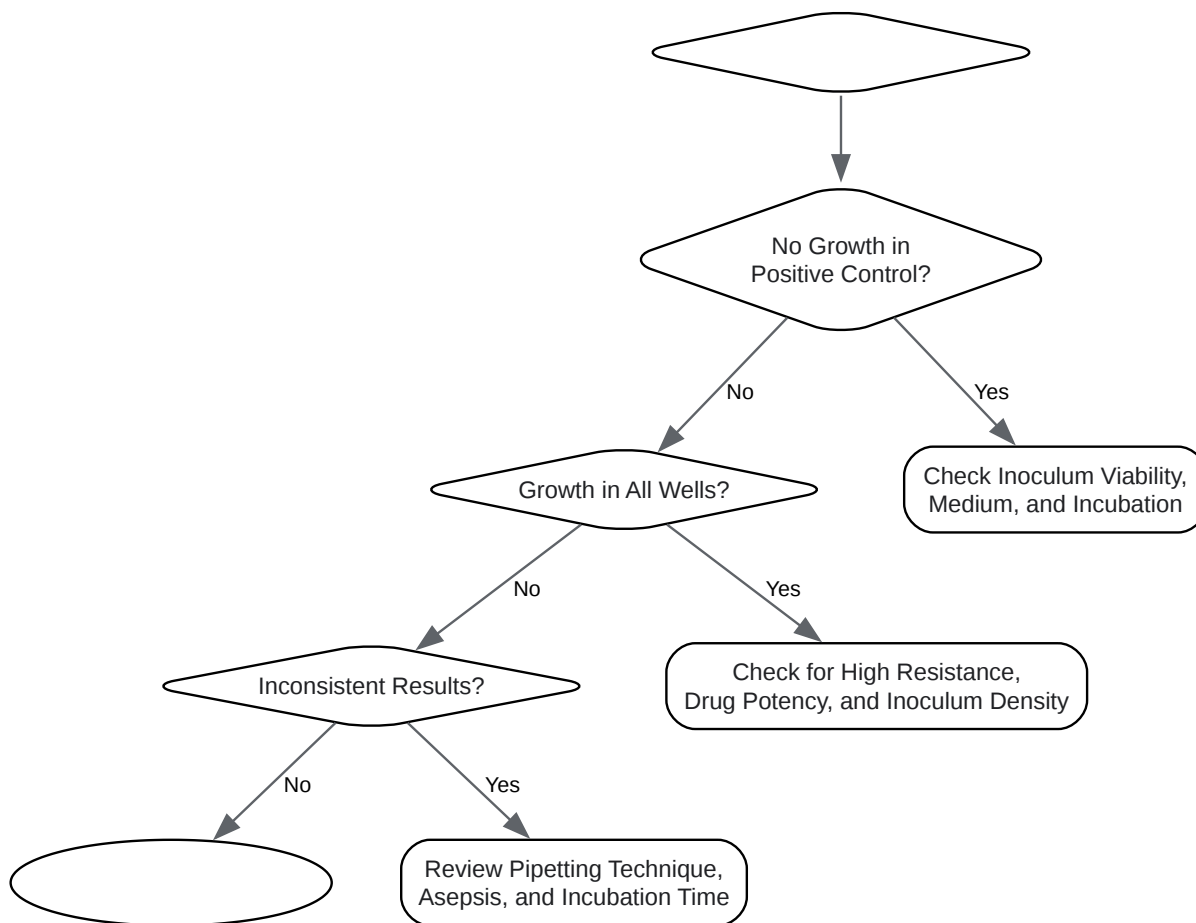 No Growth in
Positive Control?
No
Yes
Check Inoculum Viability,
Medium, and Incubation
Growth in All Wells?
No
Yes
Check for High Resistance,
Drug Potency, and Inoculum Density
Inconsistent Results?
No
Yes
Review Pipetting Technique,
Asepsis, and Incubation Time